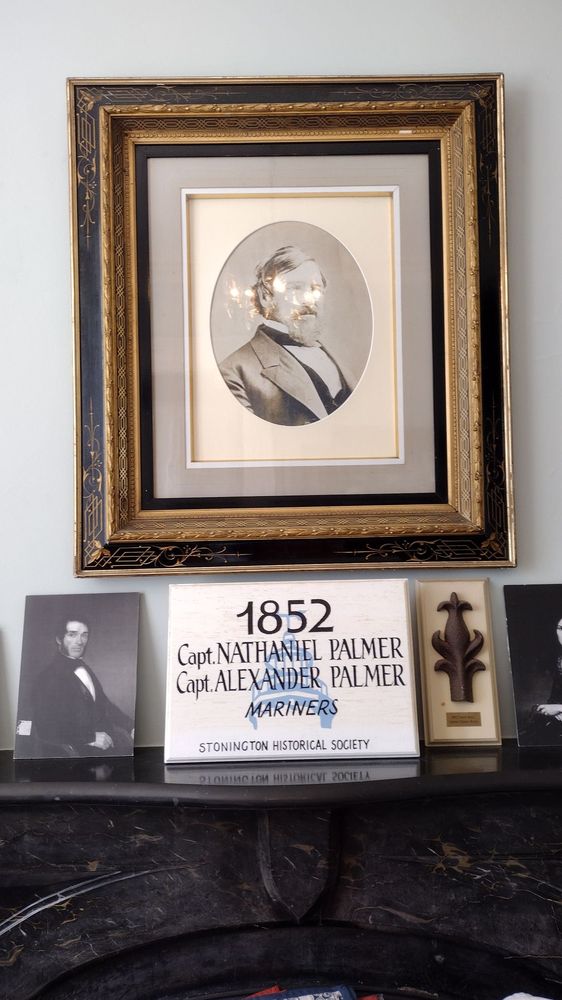 1852
Capt. NATHANIEL PALMER
Capt. ALEXANDER PALMER
MARINERS
STONINGTON HISTORICAL SOCIETY